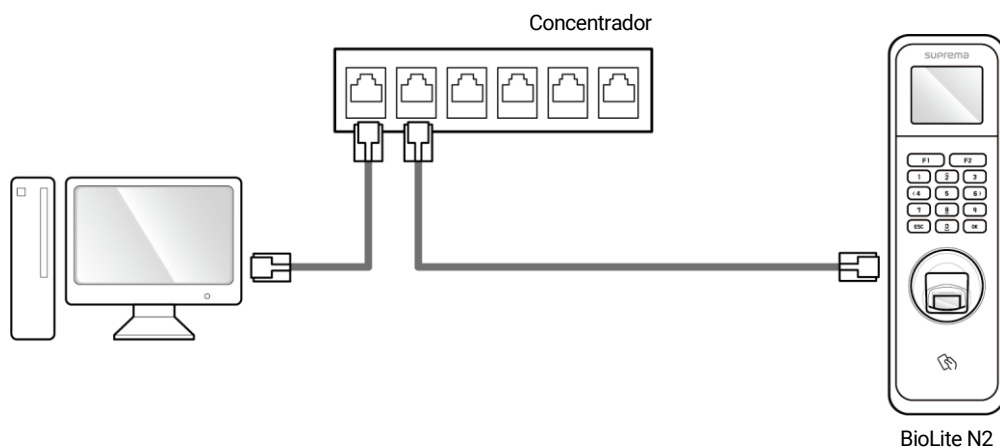 Concentrador
suprema
F1 F2
1 2 3
4 5 6
7 8 9
ESC 0 OK
BioLite N2